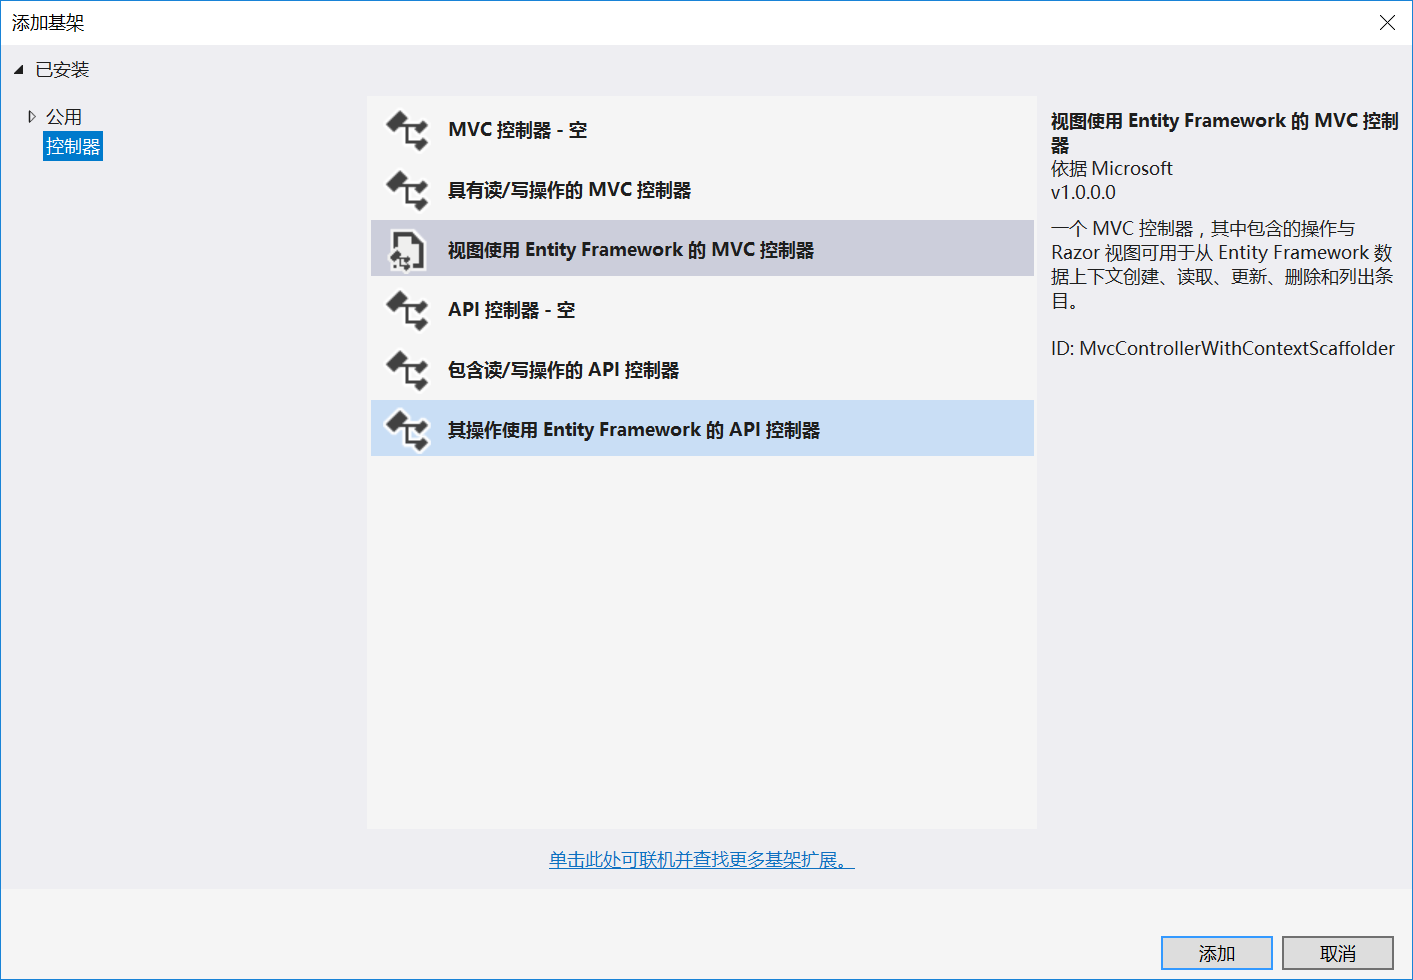 添加基架
已安装
公用
控制器
MVC 控制器 - 空
具有读/写操作的 MVC 控制器
视图使用 Entity Framework 的 MVC 控制器
API 控制器 - 空
包含读/写操作的 API 控制器
其操作使用 Entity Framework 的 API 控制器
单击此处可联机并查找更多基架扩展。
视图使用 Entity Framework 的 MVC 控制
器
依据 Microsoft
v1.0.0.0
一个 MVC 控制器，其中包含的操作与
Razor 视图可用于从 Entity Framework 数
据上下文创建、读取、更新、删除和列出条
目。
ID: MvcControllerWithContextScaffolder
添加
取消